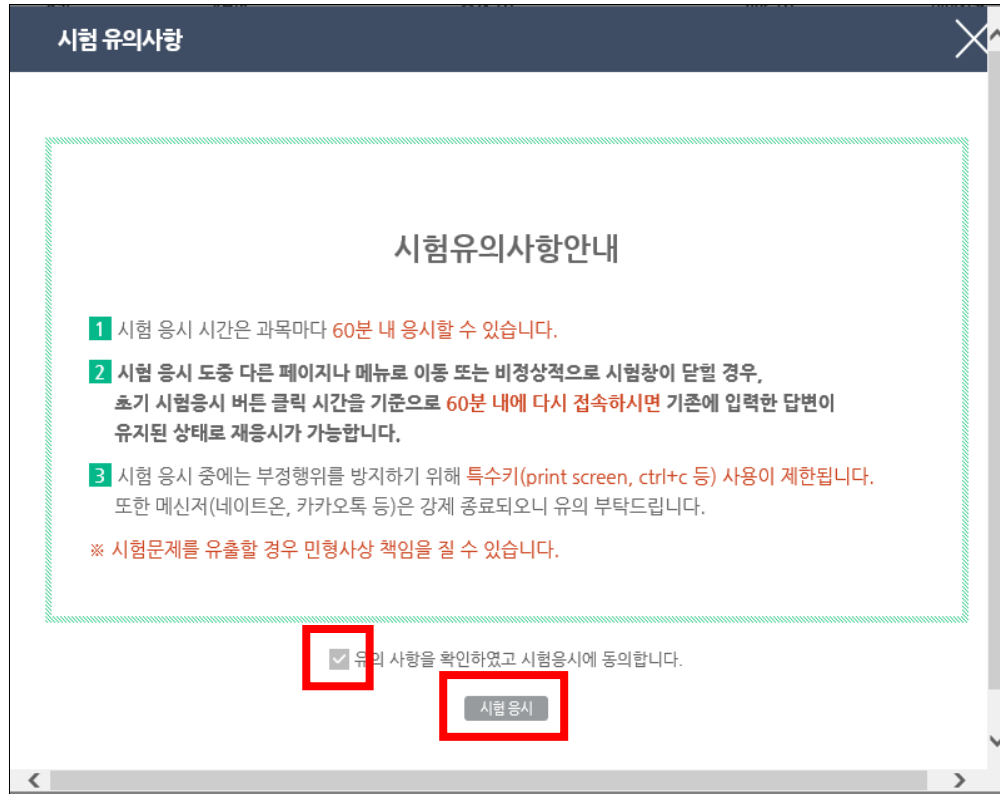 시험 유의사항
시험유의사항안내
1 시험 응시 시간은 과목마다 60분 내 응시할 수 있습니다.
2 시험 응시 도중 다른 페이지나 메뉴로 이동 또는 비정상적으로 시험창이 닫힐 경우,
초기 시험응시 버튼 클릭 시간을 기준으로 60분 내에 다시 접속하시면 기존에 입력한 답변이
유지된 상태로 재응시가 가능합니다.
3 시험 응시 중에는 부정행위를 방지하기 위해 특수키(print screen, ctrl+c 등) 사용이 제한됩니다.
또한 메신저(네이트온, 카카오톡 등)은 강제 종료되오니 유의 부탁드립니다.
※ 시험문제를 유출할 경우 민형사상 책임을 질 수 있습니다.
유의 사항을 확인하였고 시험응시에 동의합니다.
시험 응시